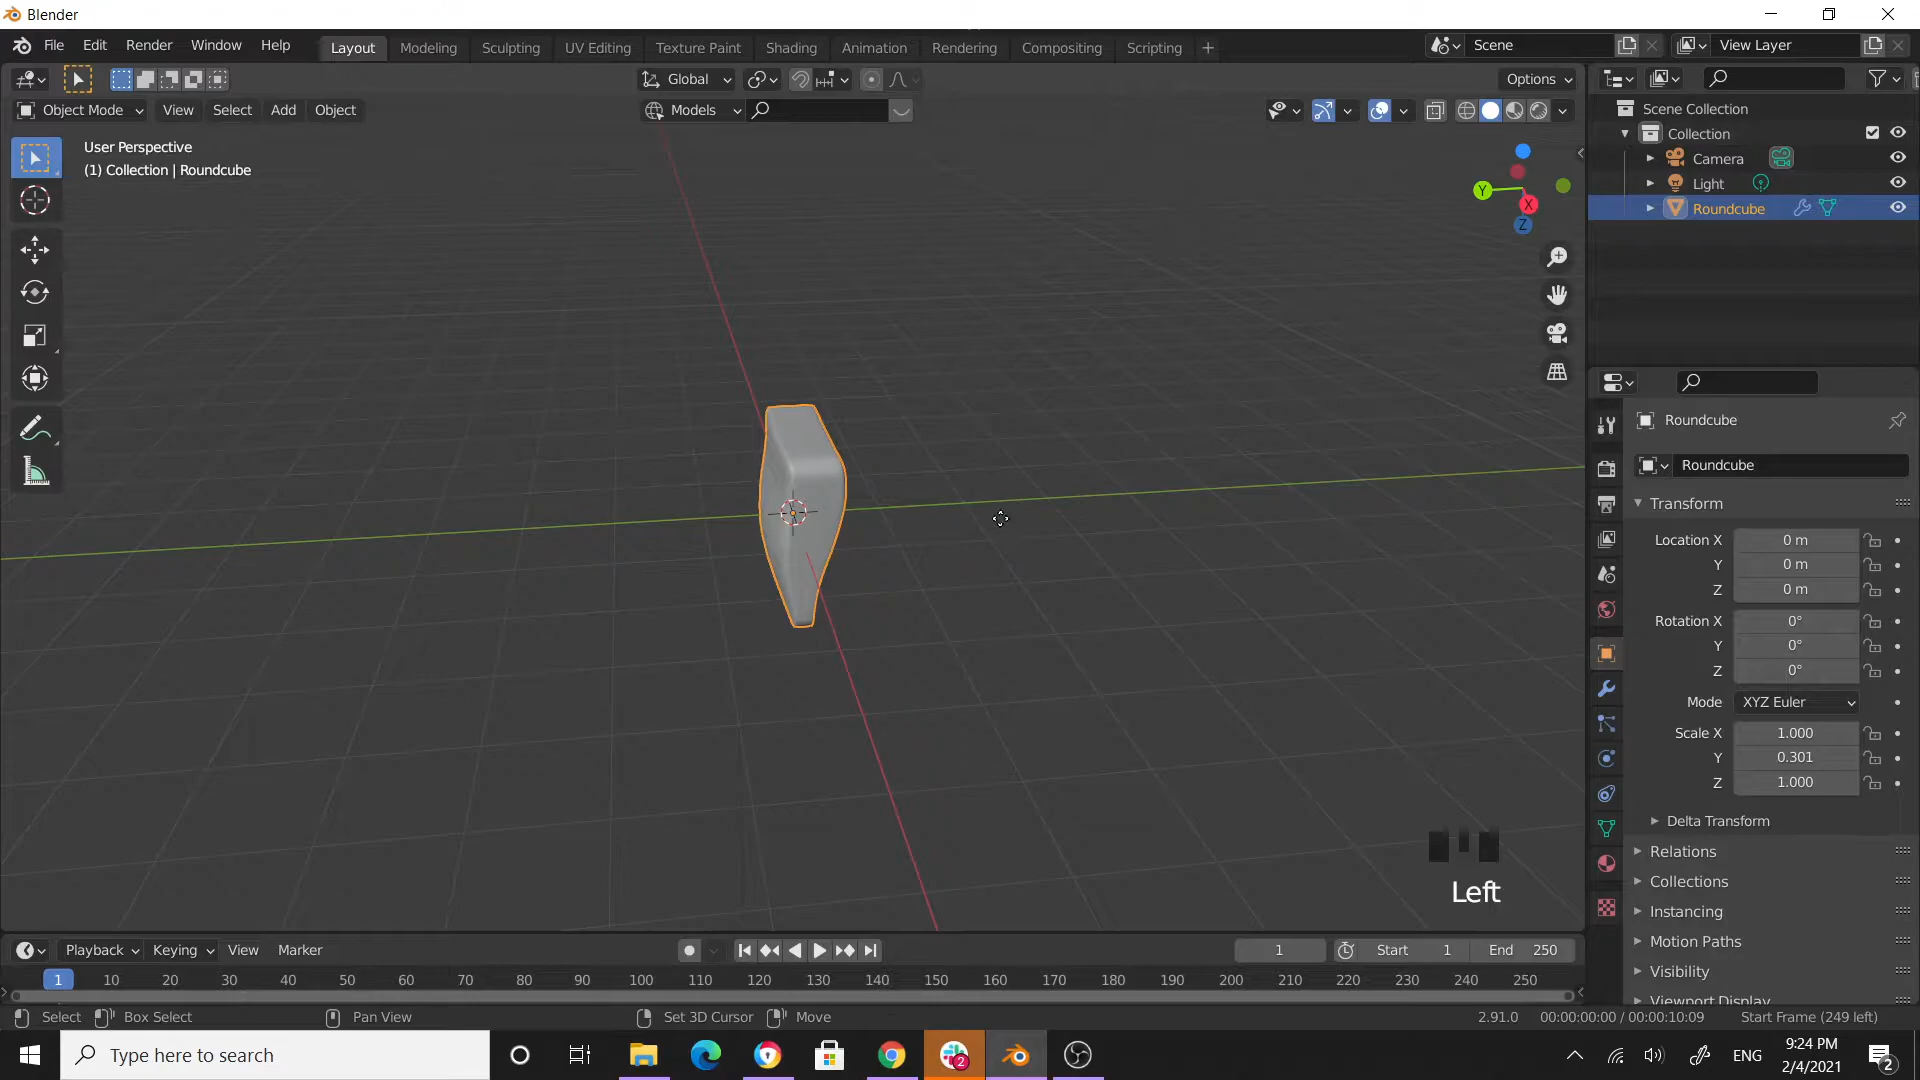 Blender
File Edit Render Window Help Layout Modeling Sculpting UV Editing Texture Paint Shading Animation Rendering Compositing Scripting + Scene View Layer
Global Options
Object Mode View Select Add Object Models
User Perspective
(1) Collection | Roundcube
Scene Collection
Collection
Camera
Light
Roundcube
Y
X
Z
Roundcube
Roundcube
Transform
Location X 0 m
Y 0 m
Z 0 m
Rotation X 0°
Y 0°
Z 0°
Mode XYZ Euler
Scale X 1.000
Y 0.301
Z 1.000
Delta Transform
Relations
Collections
Instancing
Motion Paths
Visibility
Viewport Display
Left
Playback Keying View Marker 1 Start 1 End 250
1 10 20 30 40 50 60 70 80 90 100 110 120 130 140 150 160 170 180 190 200 210 220 230 240 250
Select Box Select Pan View Set 3D Cursor Move 2.91.0 00:00:00:00 / 00:00:10:09 Start Frame (249 left)
Type here to search 2 ENG 9:24 PM 2/4/2021 2